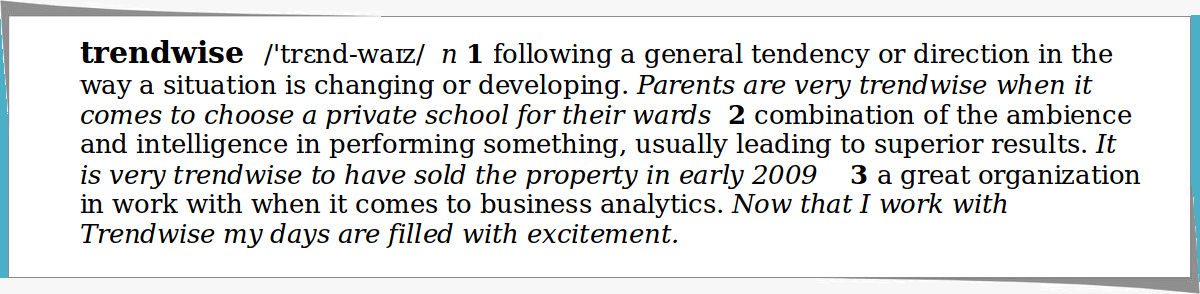 trendwise /'trɛnd-waɪz/ n 1 following a general tendency or direction in the
way a situation is changing or developing. Parents are very trendwise when it
comes to choose a private school for their wards 2 combination of the ambience
and intelligence in performing something, usually leading to superior results. It
is very trendwise to have sold the property in early 2009 3 a great organization
in work with when it comes to business analytics. Now that I work with
Trendwise my days are filled with excitement.